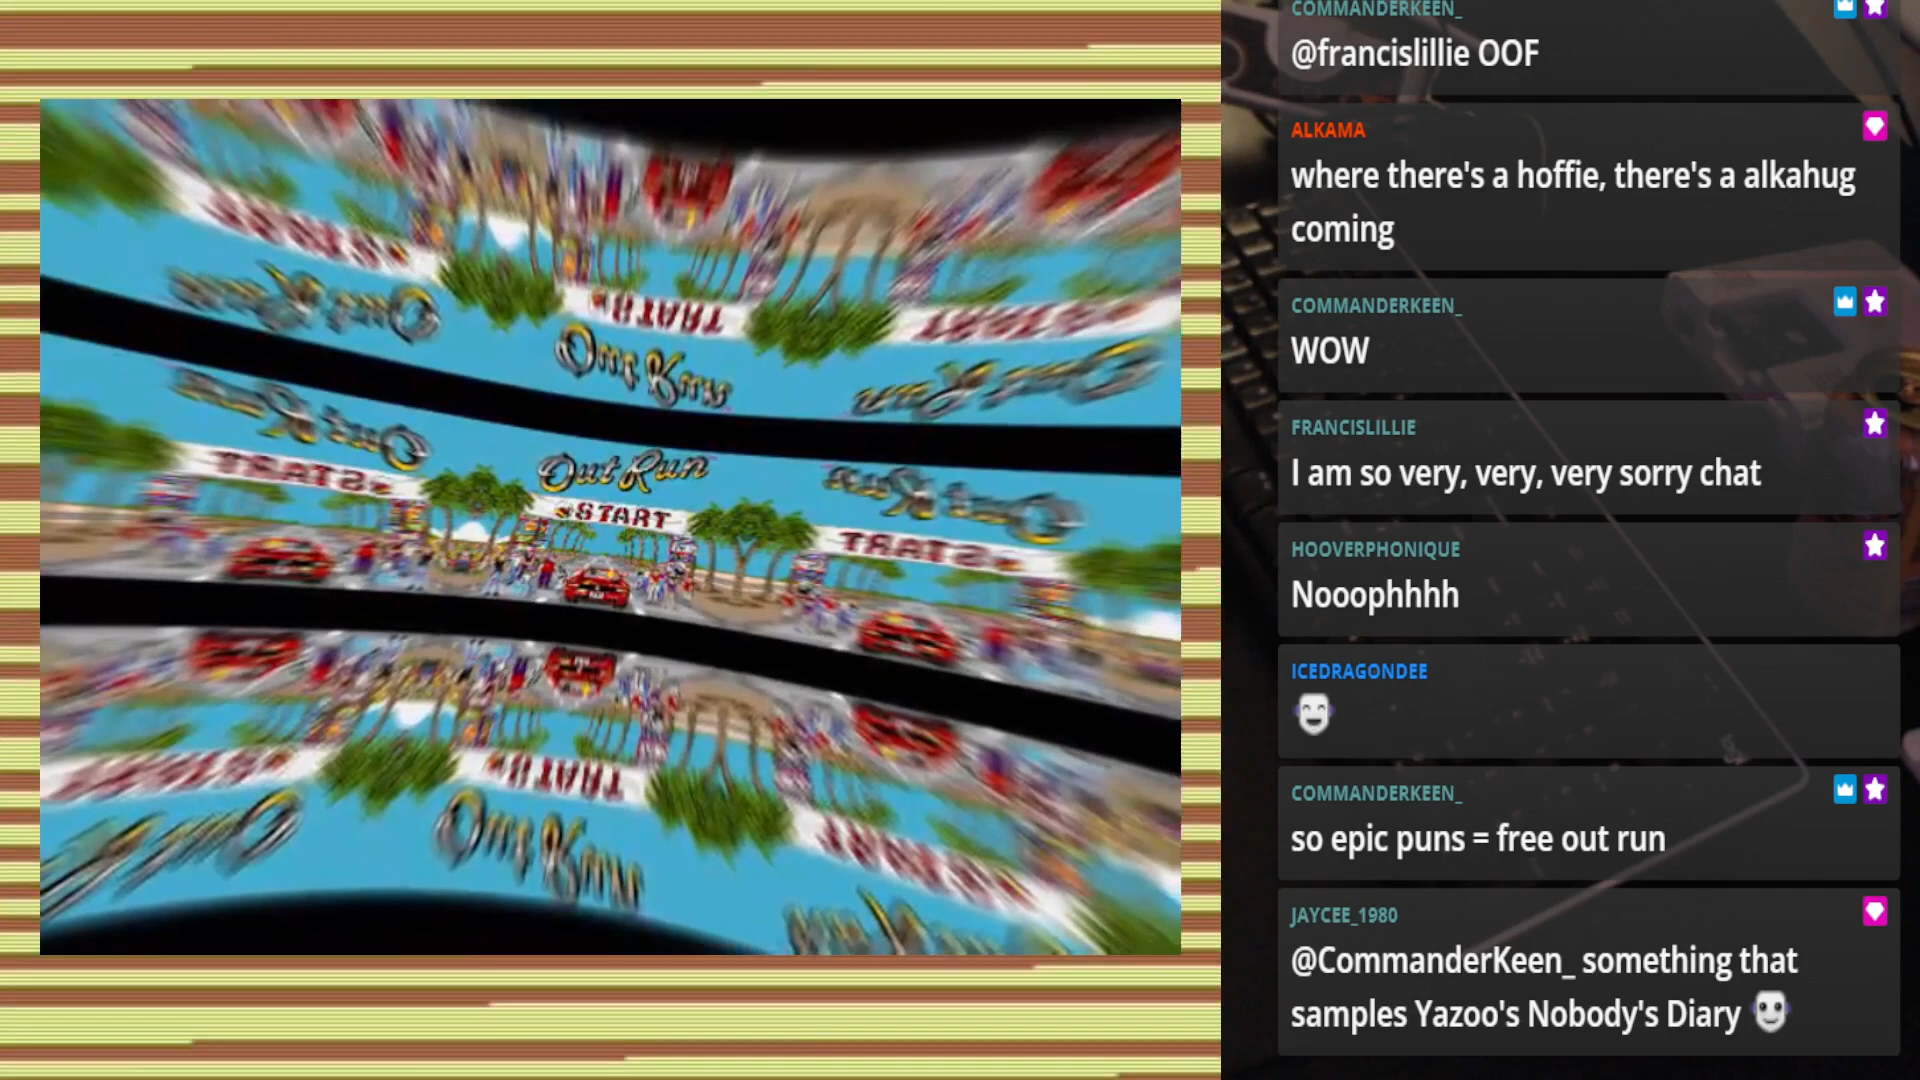 Out Run
START
COMMANDERKEEN_
@francislillie OOF
ALKAMA
where there's a hoffie, there's a alkahug
coming
COMMANDERKEEN_
WOW
FRANCISLILLIE
I am so very, very, very sorry chat
HOOVERPHONIQUE
Nooophhhh
ICEDRAGONDEE
COMMANDERKEEN_
so epic puns = free out run
JAYCEE_1980
@CommanderKeen_ something that
samples Yazoo's Nobody's Diary